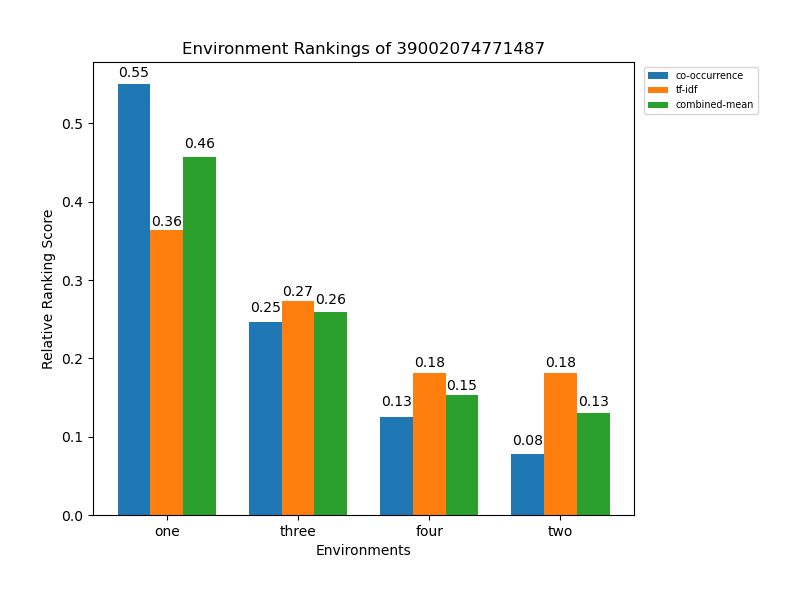 Environment Rankings of 39002074771487
co-occurrence
tf-idf
combined-mean
Relative Ranking Score
0.5
0.4
0.3
0.2
0.1
0.0
0.55
0.36
0.46
0.25
0.27
0.26
0.13
0.18
0.15
0.08
0.18
0.13
one three four two
Environments